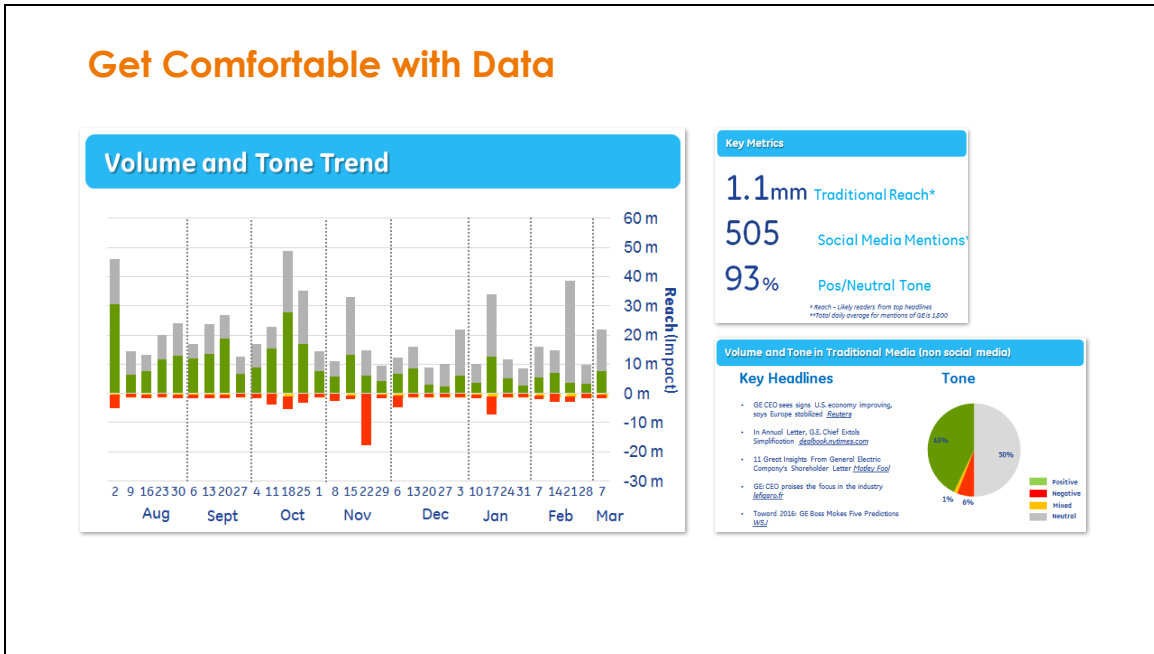 Get Comfortable with Data
Volume and Tone Trend
60 m
50 m
40 m
30 m
20 m
10 m
0 m
-10 m
-20 m
-30 m
Reach (Impact)
2 9 16 23 30 6 13 20 27 4 11 18 25 1 8 15 22 29 6 13 20 27 3 10 17 24 31 7 14 21 28 7
Aug Sept Oct Nov Dec Jan Feb Mar
Key Metrics
1.1mm Traditional Reach*
505 Social Media Mentions*
93% Pos/Neutral Tone
* Reach – Likely readers from top headlines
**Total daily average for mentions of GE is 1,500
Volume and Tone in Traditional Media (non social media)
Key Headlines
• GE CEO sees signs U.S. economy improving,
says Europe stabilized Reuters
• In Annual Letter, G.E. Chief Extols
Simplification dealbook.nytimes.com
• 11 Great Insights From General Electric
Company's Shareholder Letter Motley Fool
• GE: CEO praises the focus in the industry
lefigaro.fr
• Toward 2016: GE Boss Makes Five Predictions
WSJ
Tone
43%
50%
1%
6%
Positive
Negative
Mixed
Neutral